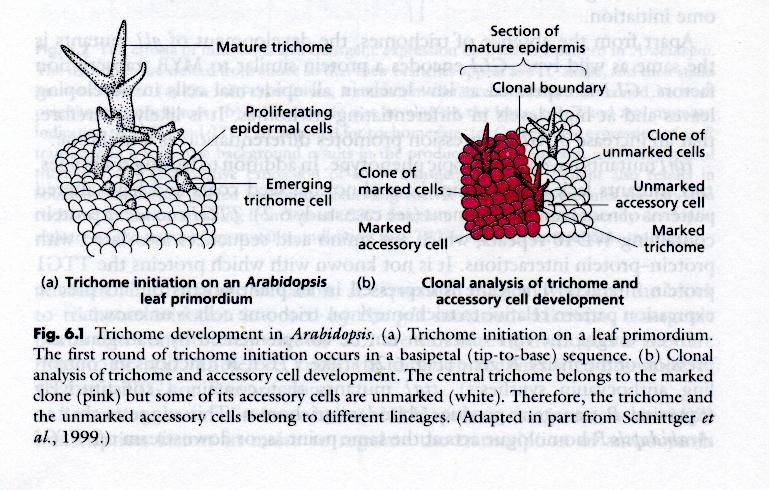 Mature trichome
Proliferating
epidermal cells
Emerging
trichome cell
(a) Trichome initiation on an Arabidopsis
leaf primordium
Section of
mature epidermis
Clonal boundary
Clone of
unmarked cells
Clone of
marked cells
Unmarked
accessory cell
Marked
accessory cell
Marked
trichome
(b) Clonal analysis of trichome and
accessory cell development
Fig. 6.1 Trichome development in Arabidopsis. (a) Trichome initiation on a leaf primordium.
The first round of trichome initiation occurs in a basipetal (tip-to-base) sequence. (b) Clonal
analysis of trichome and accessory cell development. The central trichome belongs to the marked
clone (pink) but some of its accessory cells are unmarked (white). Therefore, the trichome and
the unmarked accessory cells belong to different lineages. (Adapted in part from Schnittger et
al., 1999.)